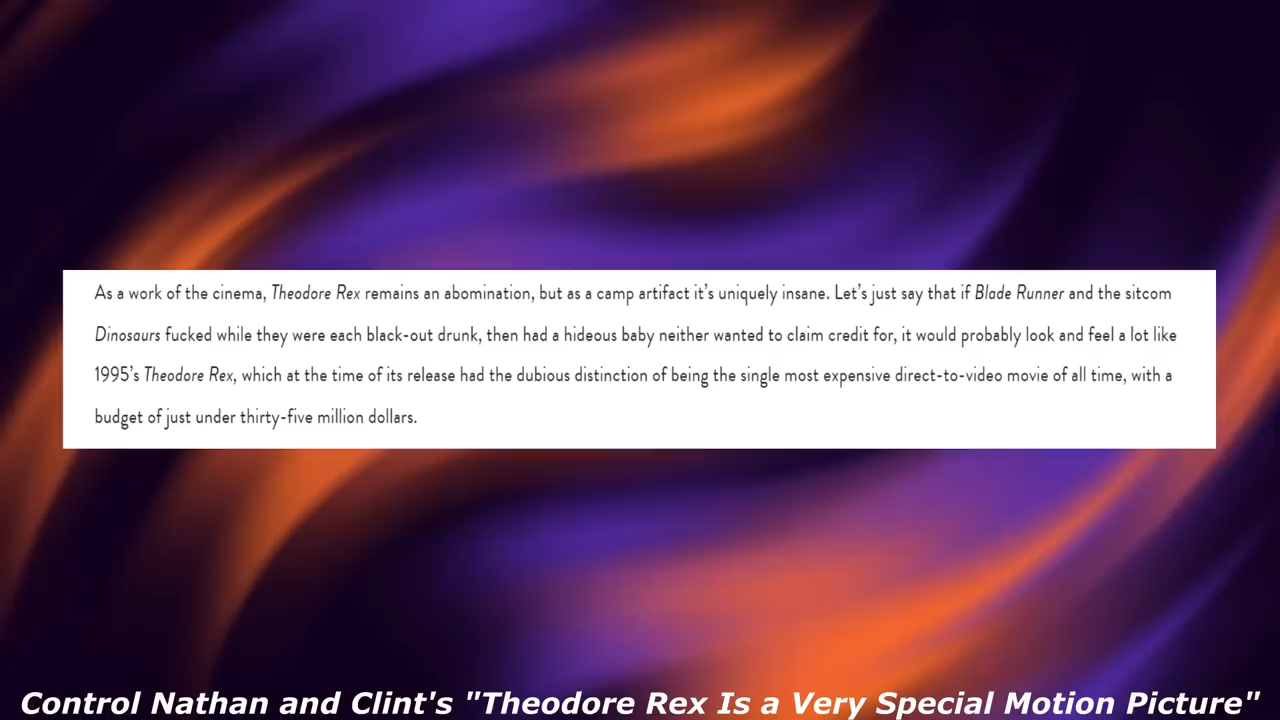 As a work of the cinema, Theodore Rex remains an abomination, but as a camp artifact it's uniquely insane. Let's just say that if Blade Runner and the sitcom
Dinosaurs fucked while they were each black-out drunk, then had a hideous baby neither wanted to claim credit for, it would probably look and feel a lot like
1995's Theodore Rex, which at the time of its release had the dubious distinction of being the single most expensive direct-to-video movie of all time, with a
budget of just under thirty-five million dollars.
Control Nathan and Clint's "Theodore Rex Is a Very Special Motion Picture"